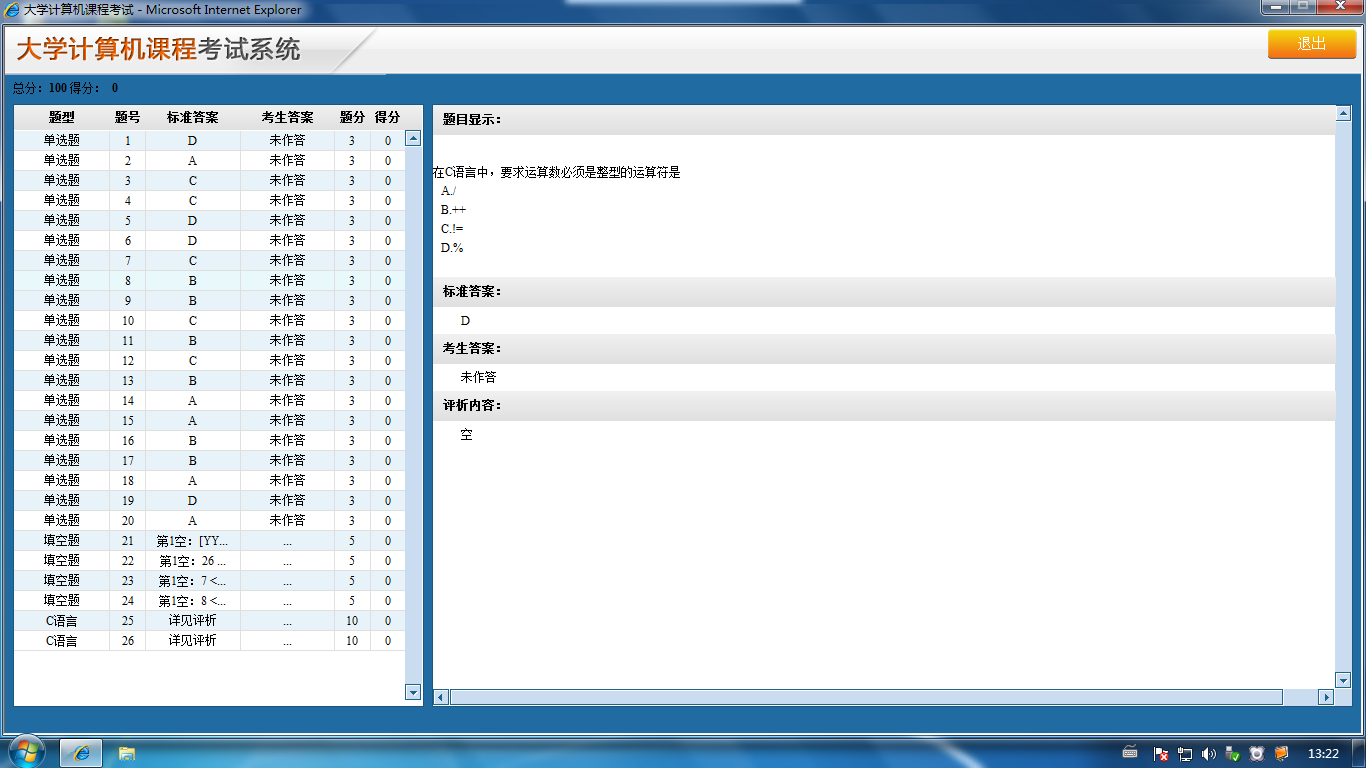 大学计算机课程考试 - Microsoft Internet Explorer
大学计算机课程考试系统
退出
总分：100 得分： 0
题型 题号 标准答案 考生答案 题分 得分
单选题 1 D 未作答 3 0
单选题 2 A 未作答 3 0
单选题 3 C 未作答 3 0
单选题 4 C 未作答 3 0
单选题 5 D 未作答 3 0
单选题 6 D 未作答 3 0
单选题 7 C 未作答 3 0
单选题 8 B 未作答 3 0
单选题 9 B 未作答 3 0
单选题 10 C 未作答 3 0
单选题 11 B 未作答 3 0
单选题 12 C 未作答 3 0
单选题 13 B 未作答 3 0
单选题 14 A 未作答 3 0
单选题 15 A 未作答 3 0
单选题 16 B 未作答 3 0
单选题 17 B 未作答 3 0
单选题 18 A 未作答 3 0
单选题 19 D 未作答 3 0
单选题 20 A 未作答 3 0
填空题 21 第1空：[YY... ... 5 0
填空题 22 第1空：26 ... ... 5 0
填空题 23 第1空：7 <... ... 5 0
填空题 24 第1空：8 <... ... 5 0
C语言 25 详见评析 ... 10 0
C语言 26 详见评析 ... 10 0
题目显示：
在C语言中，要求运算数必须是整型的运算符是
A./
B.++
C.!=
D.%
标准答案：
D
考生答案：
未作答
评析内容：
空
13:22